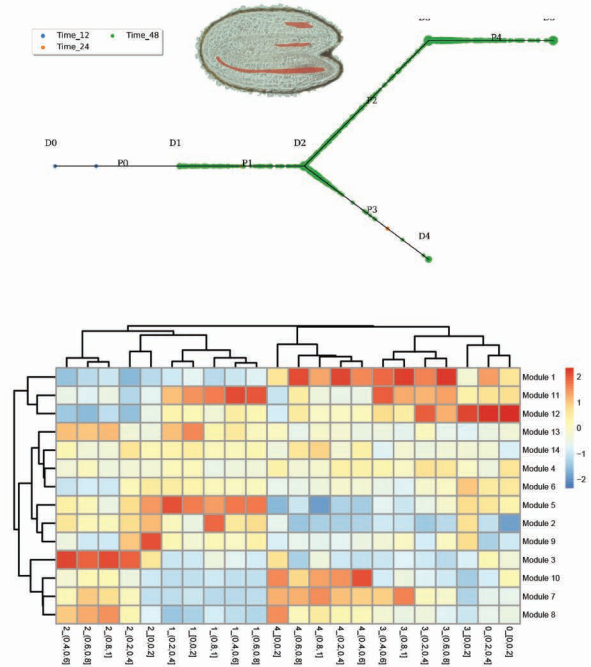 Time_12
Time_24
Time_48
P4
P2
D0
D1
D2
P0
P1
P3
D4
Module 1
Module 11
Module 12
Module 13
Module 14
Module 4
Module 6
Module 5
Module 2
Module 9
Module 3
Module 10
Module 7
Module 8
2
1
0
−1
−2
2_(0.4,0.6]
2_(0.6,0.8]
2_(0.8,1]
2_(0.2,0.4]
2_[0,0.2]
1_[0,0.2]
1_(0.2,0.4]
1_(0.8,1]
1_(0.4,0.6]
1_(0.6,0.8]
4_[0,0.2]
4_(0.6,0.8]
4_(0.8,1]
4_(0.2,0.4]
4_(0.4,0.6]
3_(0.4,0.6]
3_(0.8,1]
3_(0.2,0.4]
3_(0.6,0.8]
3_[0,0.2]
0_(0.2,0.4]
0_[0,0.2]